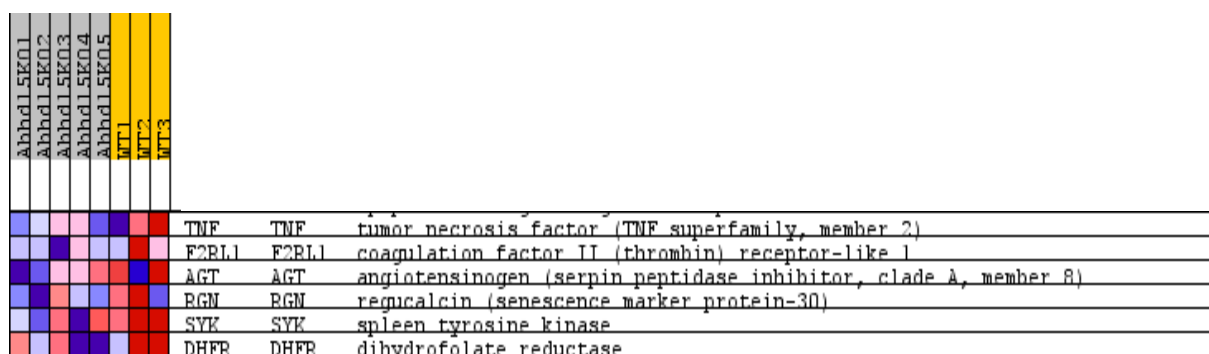 Abhd15KO1
Abhd15KO2
Abhd15KO3
Abhd15KO4
Abhd15KO5
WT1
WT2
WT3
TNF TNF tumor necrosis factor (TNF superfamily, member 2)
F2RL1 F2RL1 coagulation factor II (thrombin) receptor-like 1
AGT AGT angiotensinogen (serpin peptidase inhibitor, clade A, member 8)
RGN RGN regucalcin (senescence marker protein-30)
SYK SYK spleen tyrosine kinase
DHFR DHFR dihydrofolate reductase